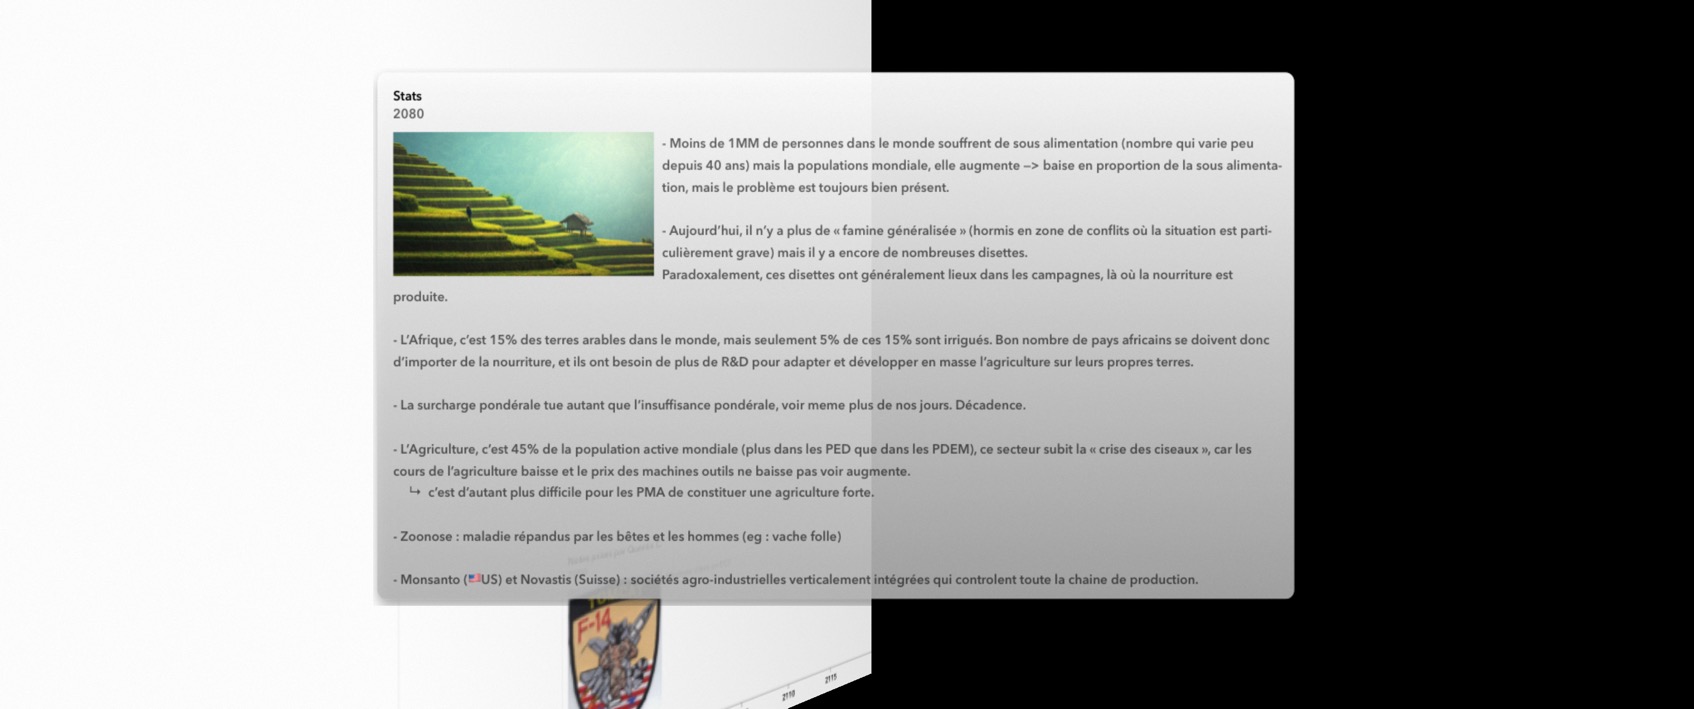 Stats
2080
- Moins de 1MM de personnes dans le monde souffrent de sous alimentation (nombre qui varie peu
depuis 40 ans) mais la populations mondiale, elle augmente —> baise en proportion de la sous alimenta-
tion, mais le problème est toujours bien présent.
- Aujourd’hui, il n’y a plus de « famine généralisée » (hormis en zone de conflits où la situation est parti-
culièrement grave) mais il y a encore de nombreuses disettes.
Paradoxalement, ces disettes ont généralement lieux dans les campagnes, là où la nourriture est
produite.
- L’Afrique, c’est 15% des terres arables dans le monde, mais seulement 5% de ces 15% sont irrigués. Bon nombre de pays africains se doivent donc
d’importer de la nourriture, et ils ont besoin de plus de R&D pour adapter et développer en masse l’agriculture sur leurs propres terres.
- La surcharge pondérale tue autant que l’insuffisance pondérale, voir meme plus de nos jours. Décadence.
- L’Agriculture, c’est 45% de la population active mondiale (plus dans les PED que dans les PDEM), ce secteur subit la « crise des ciseaux », car les
cours de l’agriculture baisse et le prix des machines outils ne baisse pas voir augmente.
↳ c’est d’autant plus difficile pour les PMA de constituer une agriculture forte.
- Zoonose : maladie répandus par les bêtes et les hommes (eg : vache folle)
- Monsanto (🇺🇸US) et Novastis (Suisse) : sociétés agro-industrielles verticalement intégrées qui controlent toute la chaine de production.
F-14
2110
2115